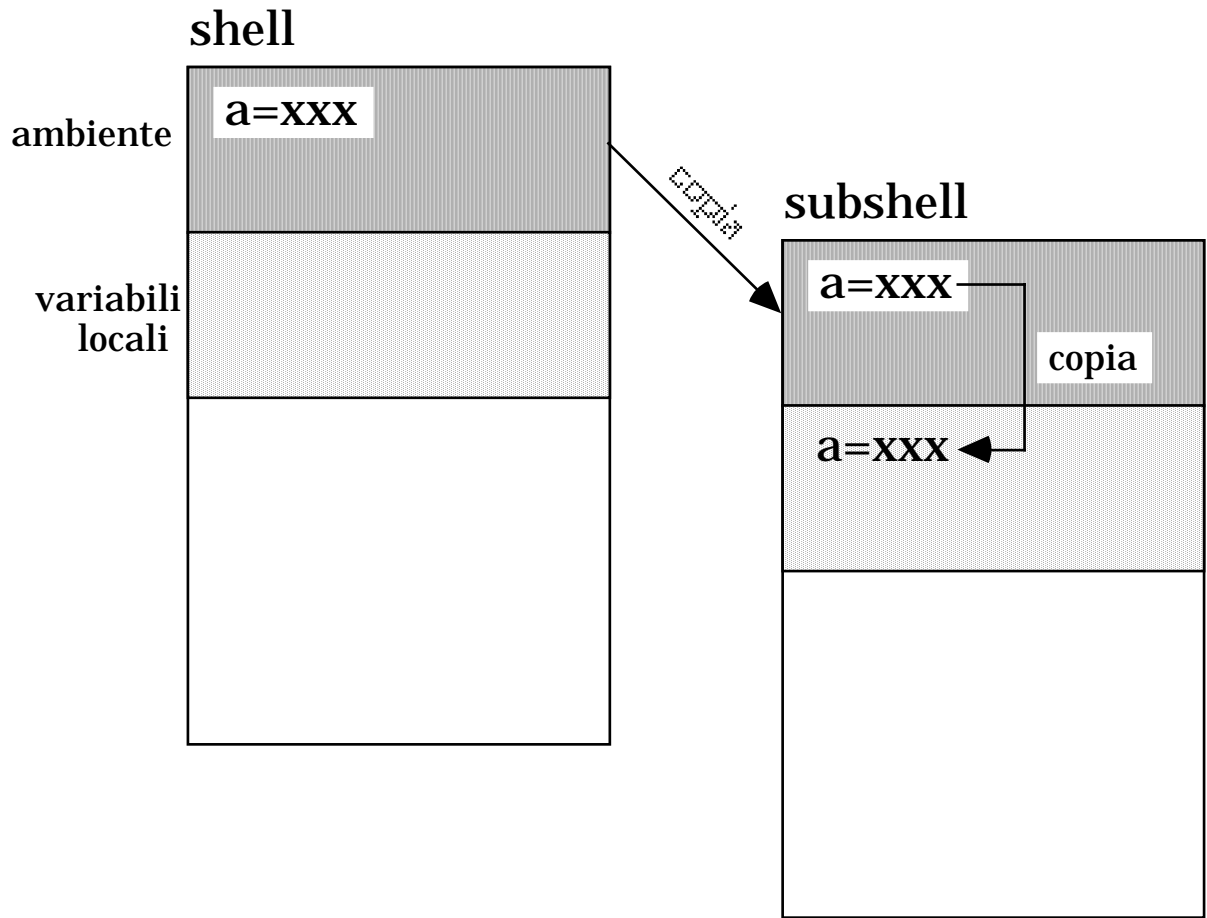 shell
a=xxx
ambiente
copia
subshell
a=xxx
variabili
locali
copia
a=xxx